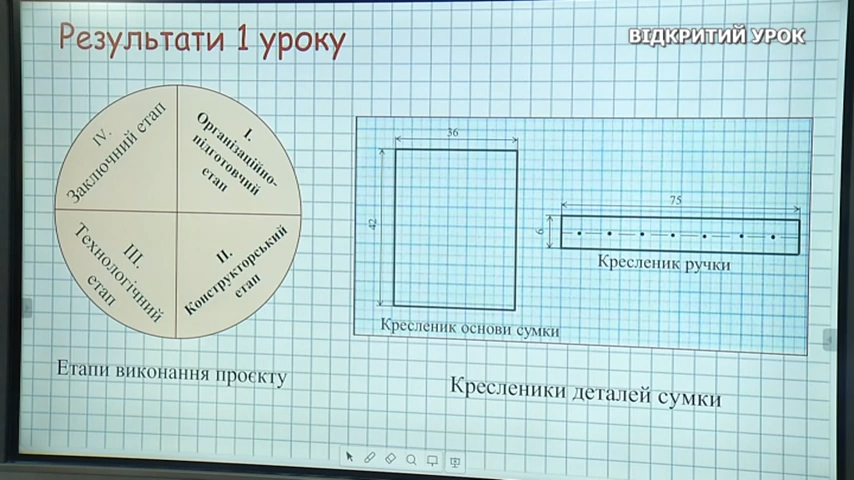 Результати 1 уроку
ВІДКРИТИЙ УРОК
IV.
Заключний етап
I.
Організаційно-
підготовчий
етап
III.
Технологічний
етап
II.
Конструкторський
етап
Етапи виконання проєкту
36
42
Кресленик основи сумки
75
6
Кресленик ручки
Кресленики деталей сумки